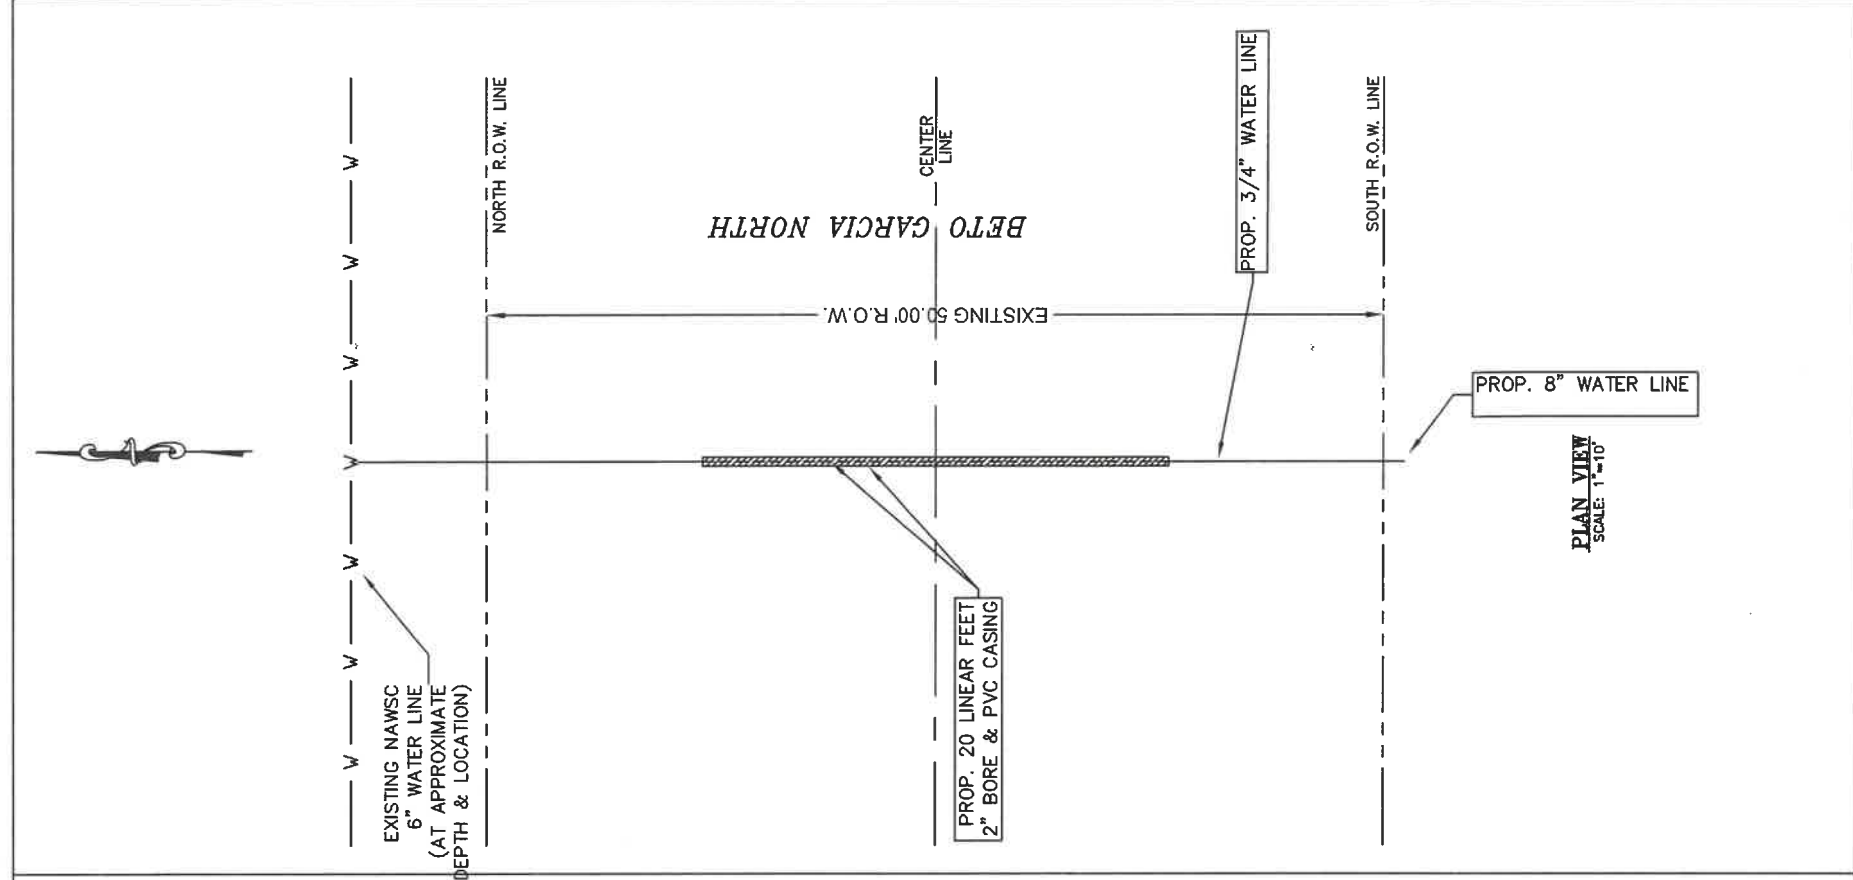 W
W
W
W
W
W
W
EXISTING NAWSC
6" WATER LINE
(AT APPROXIMATE
DEPTH & LOCATION)
NORTH R.O.W. LINE
BETO GARCIA NORTH
CENTER
LINE
EXISTING 50.00' R.O.W.
PROP. 20 LINEAR FEET
2" BORE & PVC CASING
PROP. 3/4" WATER LINE
SOUTH R.O.W. LINE
PROP. 8" WATER LINE
PLAN VIEW
SCALE: 1"=10'